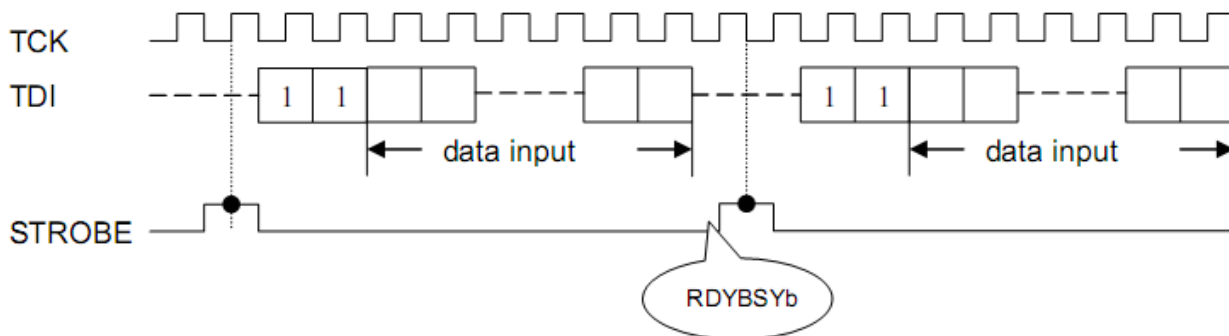 TCK
TDI
1 1 1 1
data input data input
STROBE
RDYBSYb